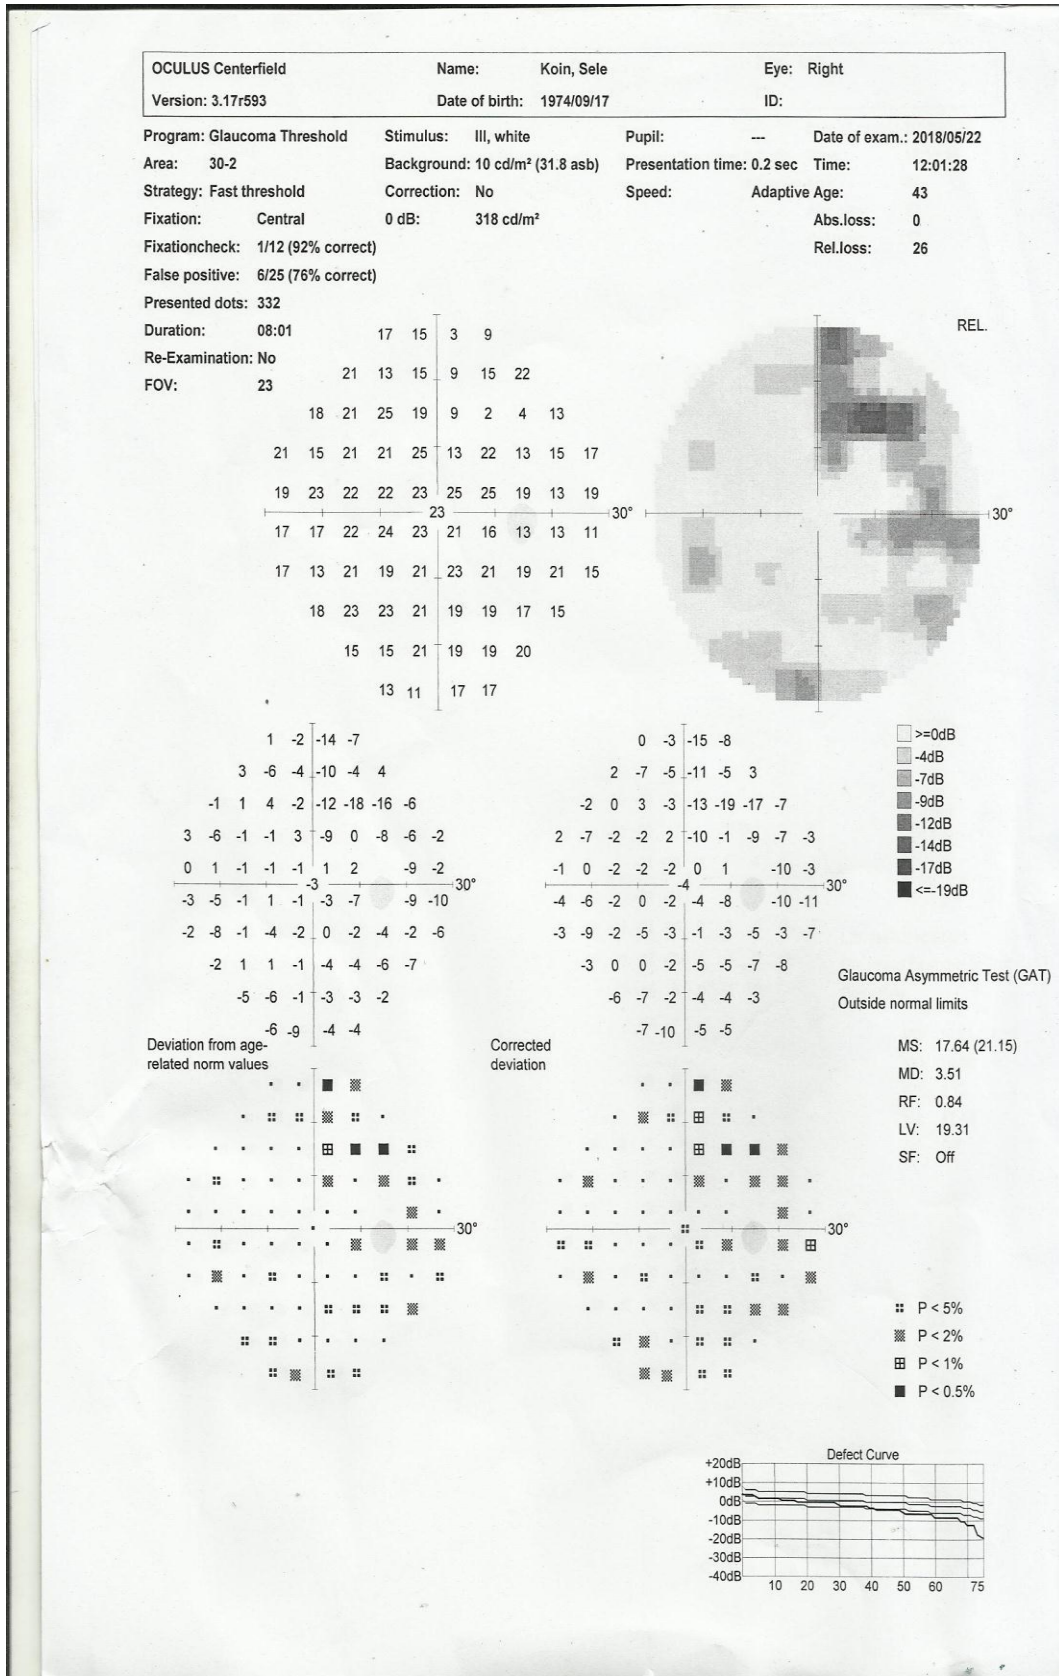 OCULUS Centerfield Name: Koin, Sele Eye: Right
Version: 3.17r593 Date of birth: 1974/09/17 ID:
Program: Glaucoma Threshold Stimulus: III, white Pupil: --- Date of exam.: 2018/05/22
Area: 30-2 Background: 10 cd/m² (31.8 asb) Presentation time: 0.2 sec Time: 12:01:28
Strategy: Fast threshold Correction: No Speed: Adaptive Age: 43
Fixation: Central 0 dB: 318 cd/m² Abs.loss: 0
Fixationcheck: 1/12 (92% correct) Rel.loss: 26
False positive: 6/25 (76% correct)
Presented dots: 332
Duration: 08:01
Re-Examination: No
FOV: 23
17 15 3 9
21 13 15 9 15 22
18 21 25 19 9 2 4 13
21 15 21 21 25 13 22 13 15 17
19 23 22 22 23 25 25 19 13 19
23 30°
17 17 22 24 23 21 16 13 13 11
17 13 21 19 21 23 21 19 21 15
18 23 23 21 19 19 17 15
15 15 21 19 19 20
13 11 17 17
REL.
30°
1 -2 -14 -7
3 -6 -4 -10 -4 4
-1 1 4 -2 -12 -18 -16 -6
3 -6 -1 -1 3 -9 0 -8 -6 -2
0 1 -1 -1 -1 1 2 -9 -2
-3 30°
-3 -5 -1 1 -1 -3 -7 -9 -10
-2 -8 -1 -4 -2 0 -2 -4 -2 -6
-2 1 1 -1 -4 -4 -6 -7
-5 -6 -1 -3 -3 -2
-6 -9 -4 -4
Deviation from age-
related norm values
0 -3 -15 -8
2 -7 -5 -11 -5 3
-2 0 3 -3 -13 -19 -17 -7
2 -7 -2 -2 2 -10 -1 -9 -7 -3
-1 0 -2 -2 -2 0 1 -10 -3
-4 30°
-4 -6 -2 0 -2 -4 -8 -10 -11
-3 -9 -2 -5 -3 -1 -3 -5 -3 -7
-3 0 0 -2 -5 -5 -7 -8
-6 -7 -2 -4 -4 -3
-7 -10 -5 -5
Corrected
deviation
>=0dB
-4dB
-7dB
-9dB
-12dB
-14dB
-17dB
<=-19dB
Glaucoma Asymmetric Test (GAT)
Outside normal limits
MS: 17.64 (21.15)
MD: 3.51
RF: 0.84
LV: 19.31
SF: Off
30°
30°
P < 5%
P < 2%
P < 1%
P < 0.5%
Defect Curve
+20dB
+10dB
0dB
-10dB
-20dB
-30dB
-40dB
10 20 30 40 50 60 75